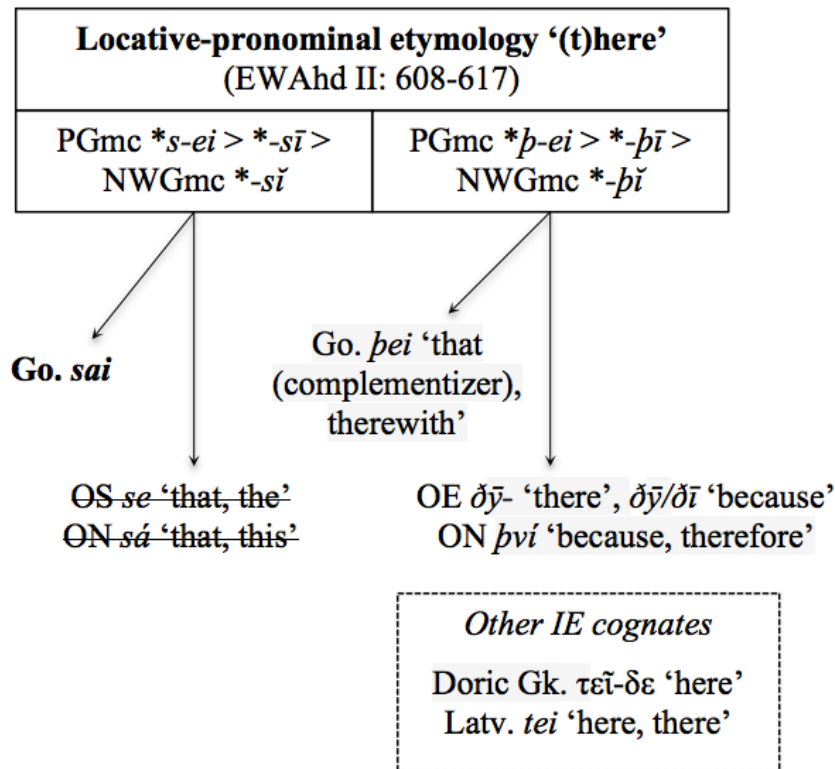 Locative-pronominal etymology ‘(t)here’
(EWAhd II: 608-617)
PGmc *s-ei > *-sī >
NWGmc *-sī̆
PGmc *þ-ei > *-þī >
NWGmc *-þī̆
Go. sai
Go. þei ‘that
(complementizer),
therewith’
OS se ‘that, the’
ON sá ‘that, this’
OE ðȳ- ‘there’, ðȳ/ðī ‘because’
ON því ‘because, therefore’
Other IE cognates
Doric Gk. τεῖ-δε ‘here’
Latv. tei ‘here, there’